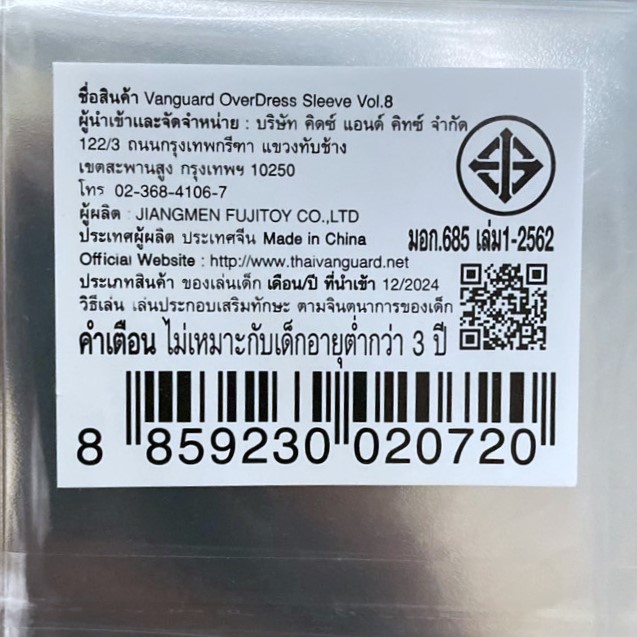 ชื่อสินค้า Vanguard OverDress Sleeve Vol.8
ผู้นำเข้าและจัดจำหน่าย : บริษัท คิดซ์ แอนด์ คิทซ์ จำกัด
122/3 ถนนกรุงเทพกรีฑา แขวงทับช้าง
เขตสะพานสูง กรุงเทพฯ 10250
โทร 02-368-4106-7
ผู้ผลิต : JIANGMEN FUJITOY CO.,LTD
ประเทศผู้ผลิต ประเทศจีน Made in China
มอก.685 เล่ม1-2562
Official Website : http://www.thaivanguard.net
ประเภทสินค้า ของเล่นเด็ก เดือน/ปี ที่นำเข้า 12/2024
วิธีเล่น เล่นประกอบเสริมทักษะ ตามจินตนาการของเด็ก
คำเตือน ไม่เหมาะกับเด็กอายุต่ำกว่า 3 ปี
8 859230 020720